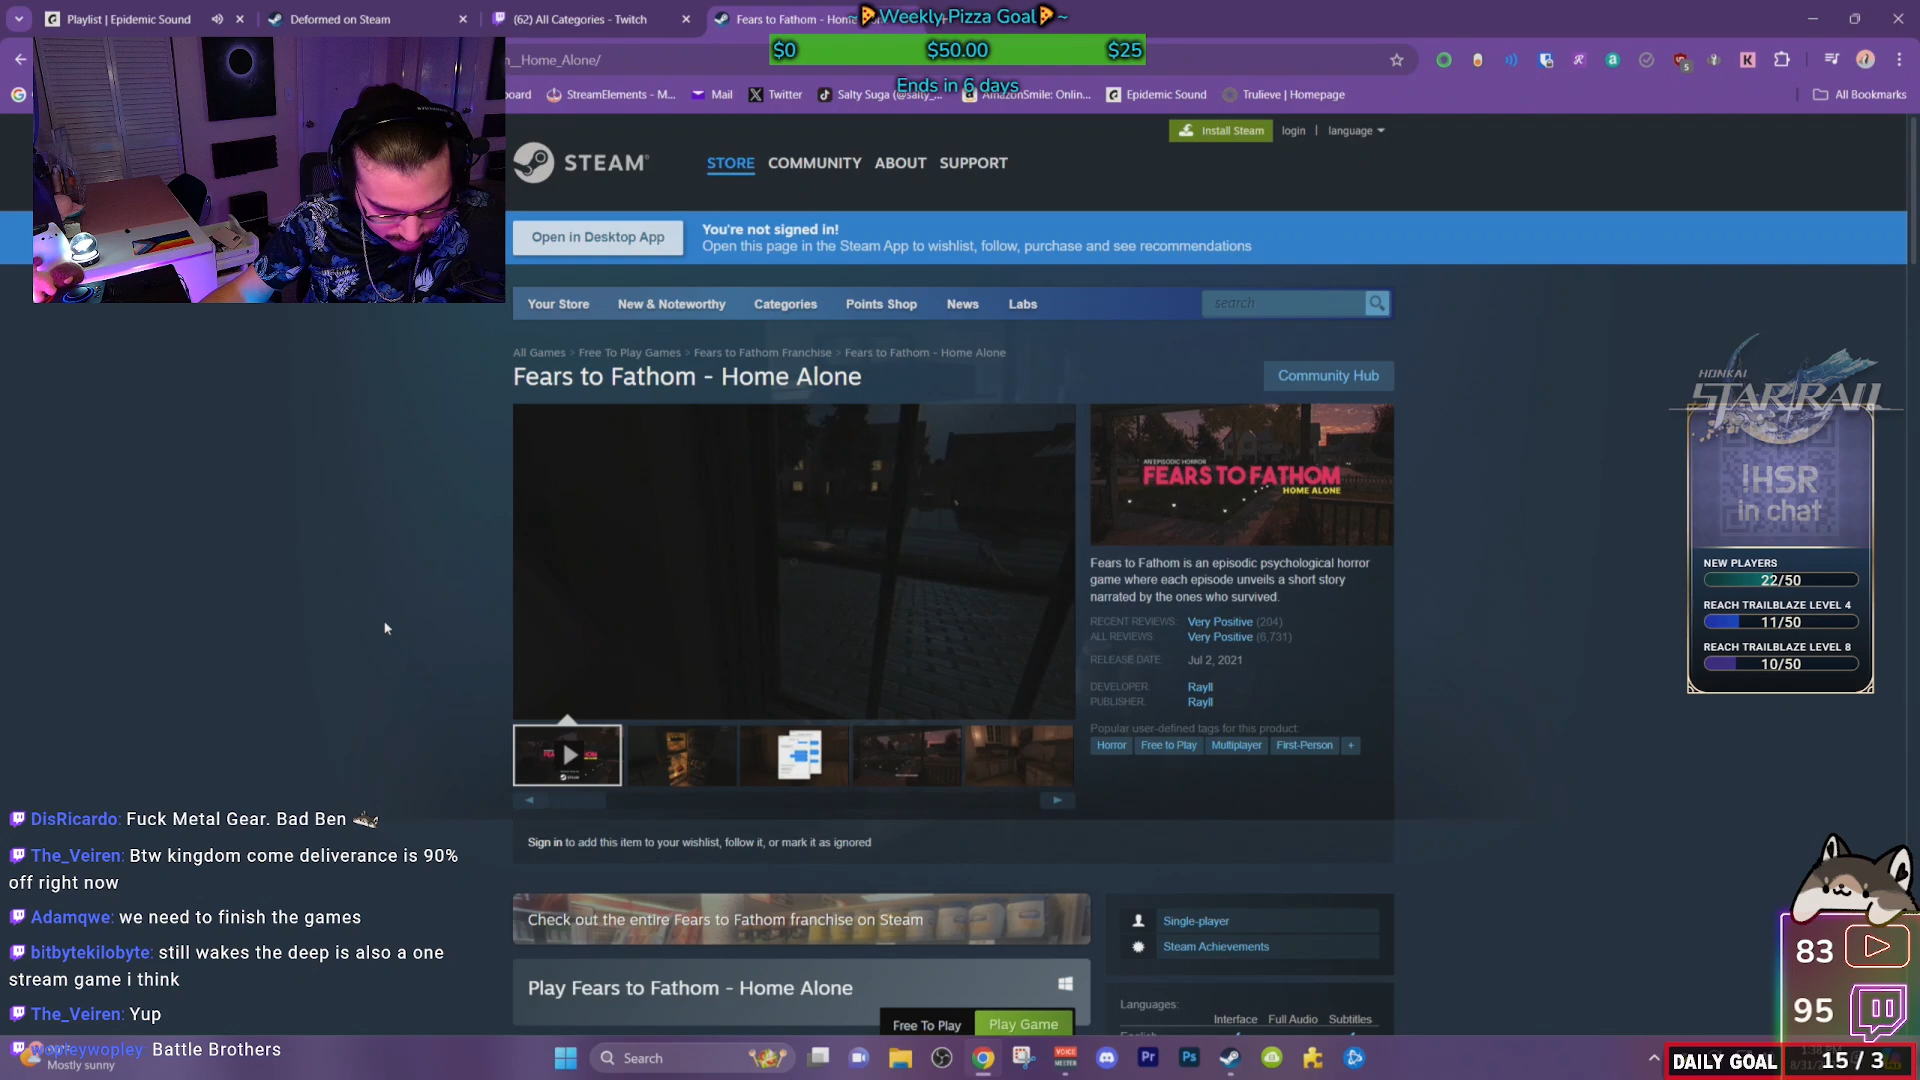 Playlist | Epidemic Sound
Deformed on Steam
(62) All Categories - Twitch
Fears to Fathom - Hom
~🍕Weekly Pizza Goal🍕~
$0 $50.00 $25
Ends in 6 days
m__Home_Alone/
board
StreamElements - M...
Mail
Twitter
Salty Suga (@salty_...
AmazonSmile: Onlin...
Epidemic Sound
Trulieve | Homepage
All Bookmarks
Install Steam
login | language
STEAM®
STORE COMMUNITY ABOUT SUPPORT
Open in Desktop App
You're not signed in!
Open this page in the Steam App to wishlist, follow, purchase and see recommendations
Your Store New & Noteworthy Categories Points Shop News Labs
search
All Games > Free To Play Games > Fears to Fathom Franchise > Fears to Fathom - Home Alone
Fears to Fathom - Home Alone
Community Hub
AN EPISODIC HORROR
FEARS TO FATHOM
HOME ALONE
Fears to Fathom is an episodic psychological horror
game where each episode unveils a short story
narrated by the ones who survived.
RECENT REVIEWS: Very Positive (204)
ALL REVIEWS: Very Positive (6,731)
RELEASE DATE: Jul 2, 2021
DEVELOPER: Rayll
PUBLISHER: Rayll
Popular user-defined tags for this product:
Horror Free to Play Multiplayer First-Person +
Sign in to add this item to your wishlist, follow it, or mark it as ignored
Check out the entire Fears to Fathom franchise on Steam
Single-player
Steam Achievements
Play Fears to Fathom - Home Alone
Free To Play
Play Game
Languages:
Interface Full Audio Subtitles
HONKAI
STAR RAIL
!HSR
in chat
NEW PLAYERS
22/50
REACH TRAILBLAZE LEVEL 4
11/50
REACH TRAILBLAZE LEVEL 8
10/50
DisRicardo: Fuck Metal Gear. Bad Ben
The_Veiren: Btw kingdom come deliverance is 90%
off right now
Adamqwe: we need to finish the games
bitbytekilobyte: still wakes the deep is also a one
stream game i think
The_Veiren: Yup
wopleywopley Battle Brothers
Mostly sunny
Search
VOICE
MEETER
Pr
Ps
83
95
DAILY GOAL 15 / 3